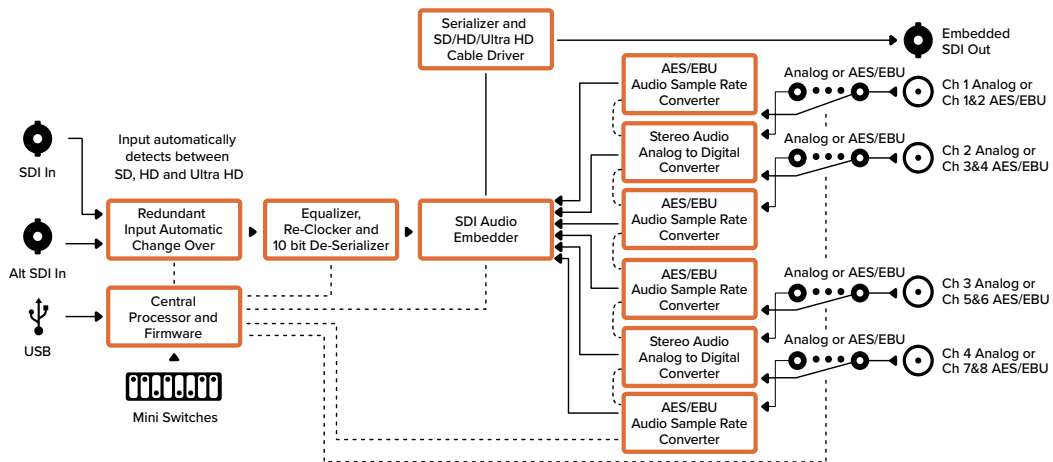 Serializer and
SD/HD/Ultra HD
Cable Driver
Embedded
SDI Out
AES/EBU
Audio Sample Rate
Converter
Analog or AES/EBU
Ch 1 Analog or
Ch 1&2 AES/EBU
Stereo Audio
Analog to Digital
Converter
Analog or AES/EBU
Ch 2 Analog or
Ch 3&4 AES/EBU
AES/EBU
Audio Sample Rate
Converter
SDI In
Input automatically
detects between
SD, HD and Ultra HD
Redundant
Input Automatic
Change Over
Equalizer,
Re-Clocker and
10 bit De-Serializer
SDI Audio
Embedder
Alt SDI In
USB
Central
Processor and
Firmware
Mini Switches
AES/EBU
Audio Sample Rate
Converter
Analog or AES/EBU
Ch 3 Analog or
Ch 5&6 AES/EBU
Stereo Audio
Analog to Digital
Converter
Analog or AES/EBU
Ch 4 Analog or
Ch 7&8 AES/EBU
AES/EBU
Audio Sample Rate
Converter